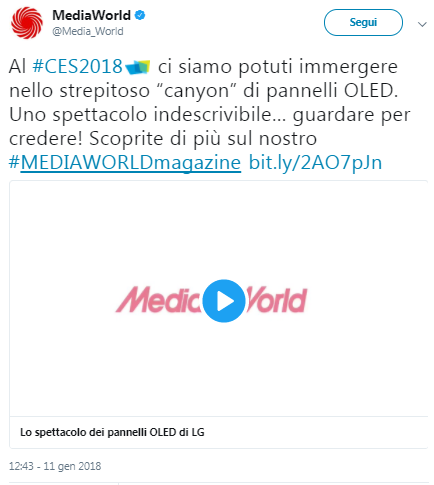 MediaWorld
@Media_World
Segui
Al #CES2018 ci siamo potuti immergere
nello strepitoso “canyon” di pannelli OLED.
Uno spettacolo indescrivibile... guardare per
credere! Scoprite di più sul nostro
#MEDIAWORLDmagazine bit.ly/2AO7pJn
MediaWorld
Lo spettacolo dei pannelli OLED di LG
12:43 - 11 gen 2018